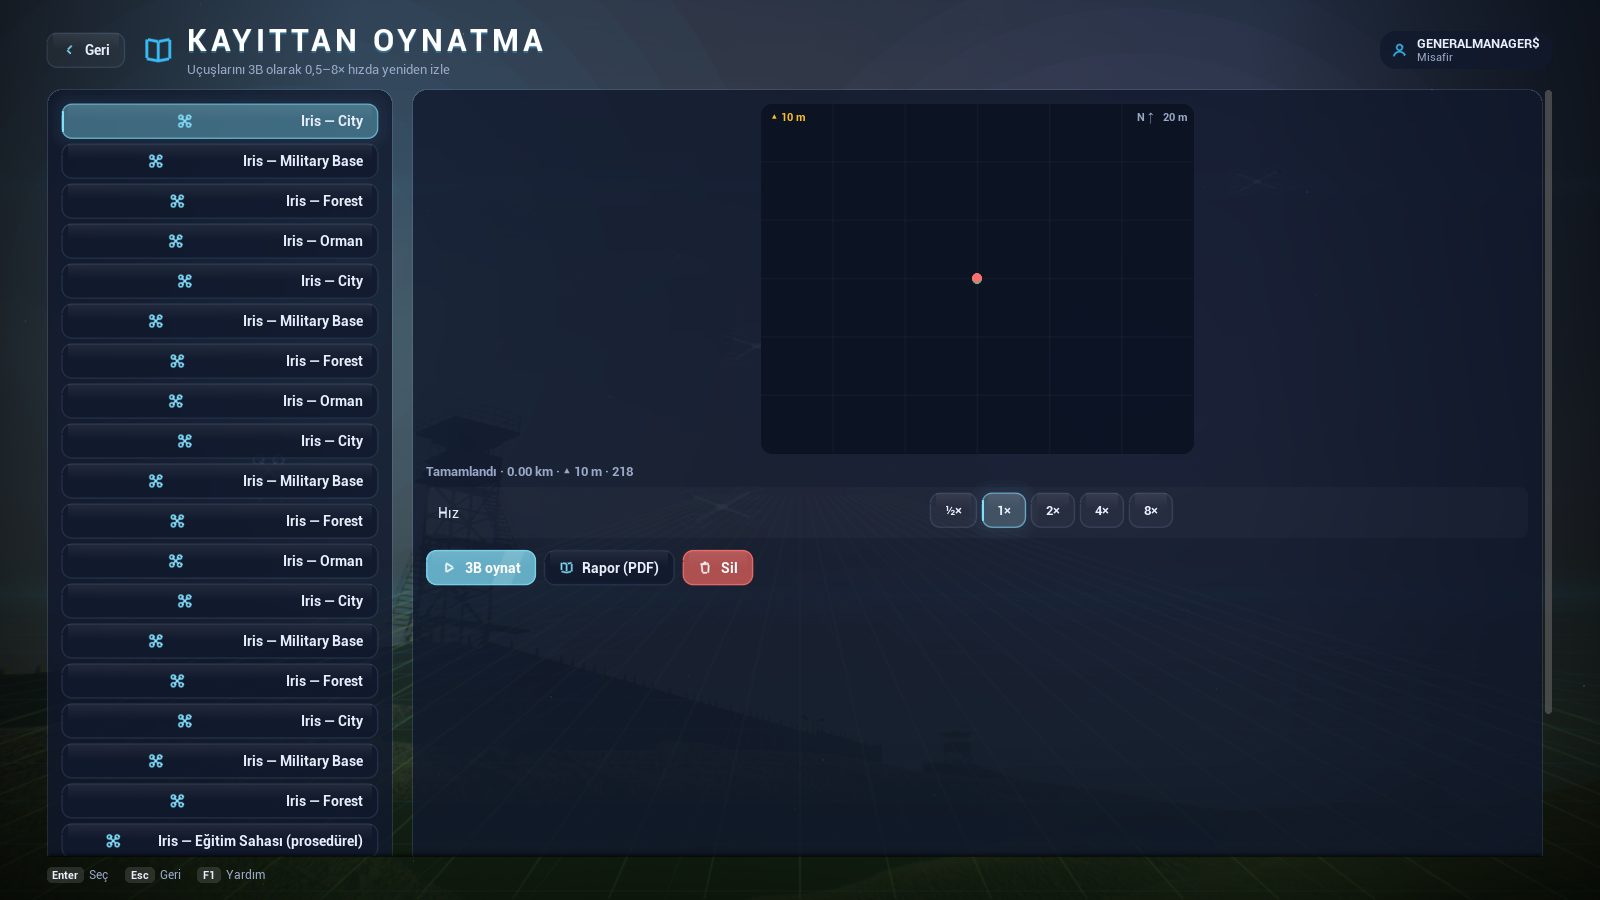 Geri
KAYITTAN OYNATMA
Uçuşlarını 3B olarak 0,5–8× hızda yeniden izle
GENERALMANAGER$
Misafir
Iris — City
Iris — Military Base
Iris — Forest
Iris — Orman
Iris — City
Iris — Military Base
Iris — Forest
Iris — Orman
Iris — City
Iris — Military Base
Iris — Forest
Iris — Orman
Iris — City
Iris — Military Base
Iris — Forest
Iris — City
Iris — Military Base
Iris — Forest
Iris — Eğitim Sahası (prosedürel)
▲ 10 m
N ↑ 20 m
Tamamlandı · 0.00 km · ▲ 10 m · 218
Hız
½×
1×
2×
4×
8×
3B oynat
Rapor (PDF)
Sil
Enter Seç
Esc Geri
F1 Yardım